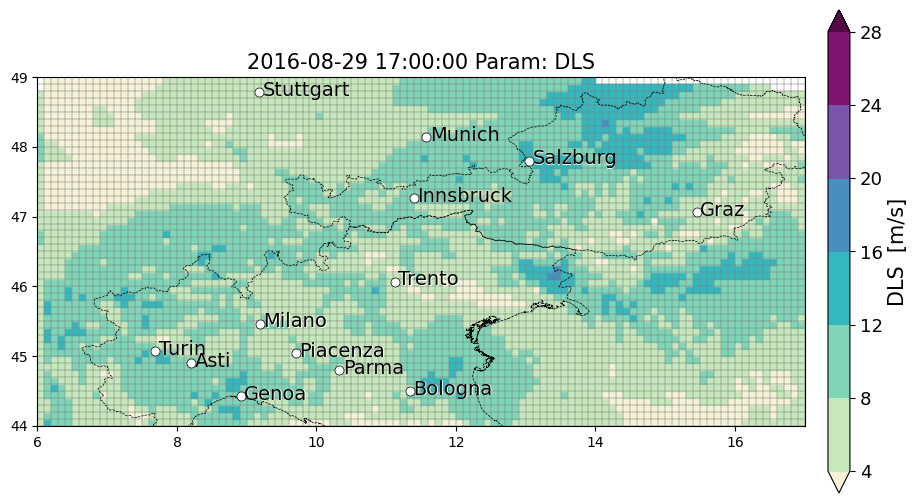 2016-08-29 17:00:00 Param: DLS
49
48
47
46
45
44
6
8
10
12
14
16
Stuttgart
Munich
Salzburg
Innsbruck
Graz
Trento
Milano
Turin
Asti
Piacenza
Parma
Genoa
Bologna
28
24
20
16
12
8
4
DLS [m/s]